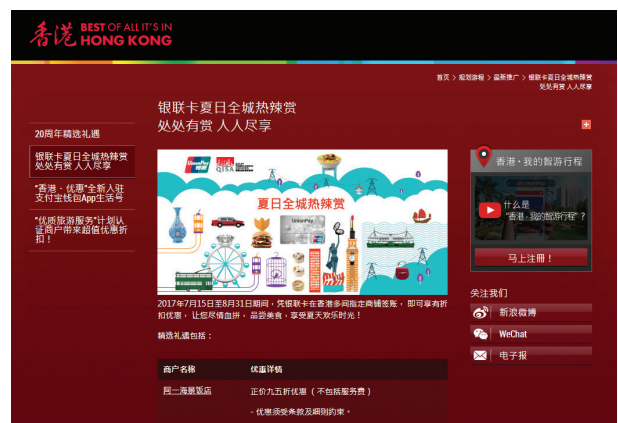 香港 BEST OF ALL IT'S IN
HONG KONG
首页 > 规划游程 > 最新推广 > 银联卡夏日全城热辣赏
处处有赏 人人尽享
银联卡夏日全城热辣赏
处处有赏 人人尽享
20周年精选礼遇
银联卡夏日全城热辣赏
处处有赏 人人尽享
"香港 · 优惠"全新入驻
支付宝钱包App生活号
"优质旅游服务"计划认
证商户带来超值优惠折
扣！
UnionPay
银联
QTSA
夏日全城热辣赏
UnionPay
2017年7月15日至8月31日期间，凭银联卡在香港多间指定商铺签账， 即可享有折
扣优惠， 让您尽情血拼， 品尝美食，享受夏天欢乐时光！
精选礼遇包括：
商户名称 优惠详情
阿一海景饭店 正价九五折优惠 （ 不包括服务费 ）
- 优惠须受条款及细则约束。
香港 · 我的智游行程
什么是
"香港 · 我的智游行程" ?
马上注册！
关注我们
新浪微博
WeChat
电子报